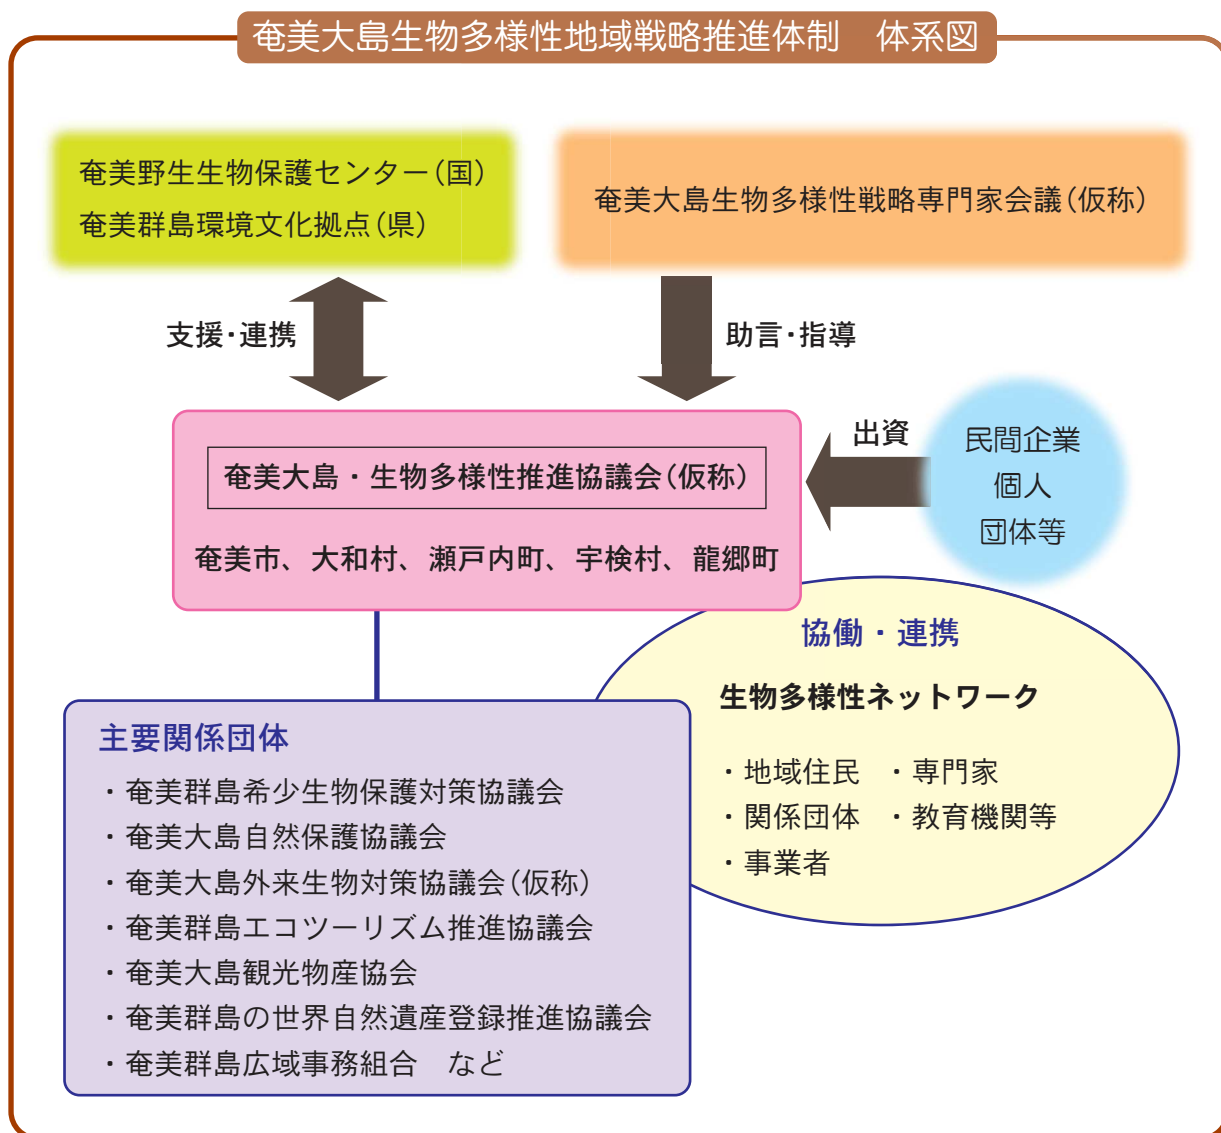 奄美大島生物多様性地域戦略推進体制　体系図
奄美野生生物保護センター(国)
奄美群島環境文化拠点(県)
奄美大島生物多様性戦略専門家会議(仮称)
支援・連携
助言・指導
出資
民間企業
個人
団体等
奄美大島・生物多様性推進協議会(仮称)
奄美市、大和村、瀬戸内町、宇検村、龍郷町
協働・連携
生物多様性ネットワーク
・地域住民　・専門家
・関係団体　・教育機関等
・事業者
主要関係団体
・奄美群島希少生物保護対策協議会
・奄美大島自然保護協議会
・奄美大島外来生物対策協議会(仮称)
・奄美群島エコツーリズム推進協議会
・奄美大島観光物産協会
・奄美群島の世界自然遺産登録推進協議会
・奄美群島広域事務組合　など